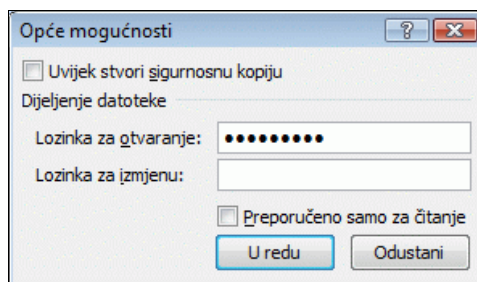 Opće mogućnosti
Uvijek stvori sigurnosnu kopiju
Dijeljenje datoteke
Lozinka za otvaranje: •••••••••
Lozinka za izmjenu:
Preporučeno samo za čitanje
U redu Odustani